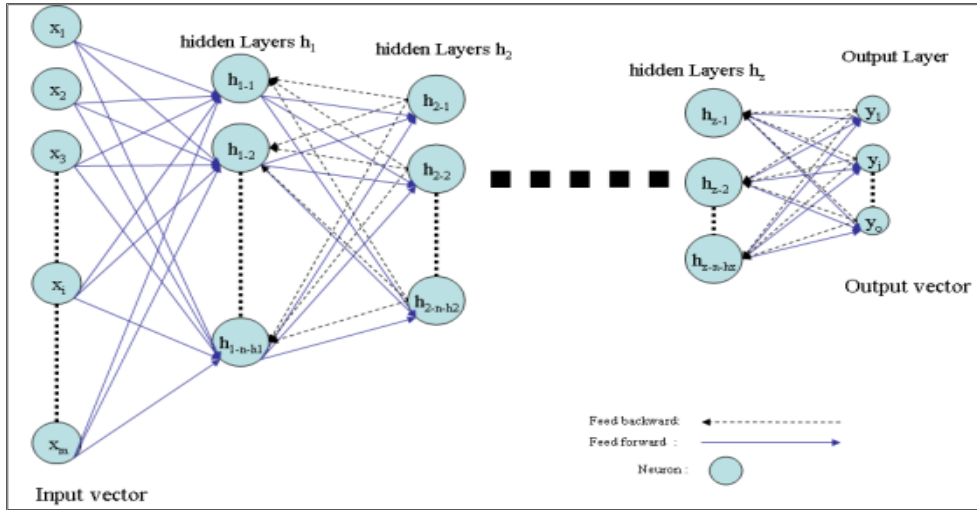 x1
hidden Layers h1
hidden Layers h2
hidden Layers hz
Output Layer
x2
x3
xi
xm
h1-1
h1-2
h1-n-h1
h2-1
h2-2
h2-n-h2
hz-1
hz-2
hz-n-hz
y1
yj
yo
Output vector
Feed backward:
Feed forward :
Neuron :
Input vector